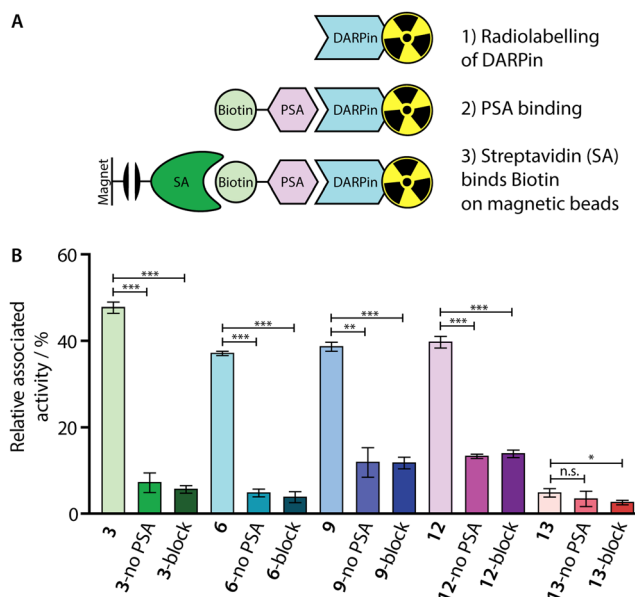 A
DARPin
1) Radiolabelling
of DARPin
Biotin
PSA
DARPin
2) PSA binding
Magnet
SA
Biotin
PSA
DARPin
3) Streptavidin (SA)
binds Biotin
on magnetic beads
B
Relative associated
activity / %
60
40
20
0
***
***
***
***
***
**
***
***
*
n.s.
3
3-no PSA
3-block
6
6-no PSA
6-block
9
9-no PSA
9-block
12
12-no PSA
12-block
13
13-no PSA
13-block